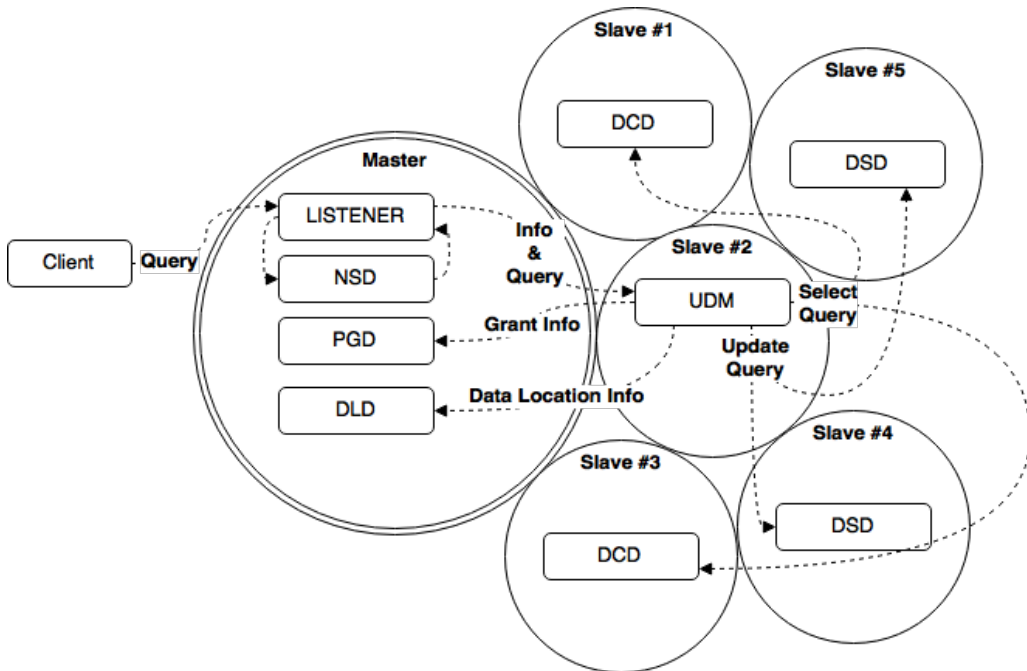 Slave #1
Slave #5
DCD
DSD
Master
LISTENER
Client
Query
NSD
Info
&
Query
Slave #2
UDM
Select
Query
PGD
Grant Info
Update
Query
DLD
Data Location Info
Slave #3
Slave #4
DCD
DSD